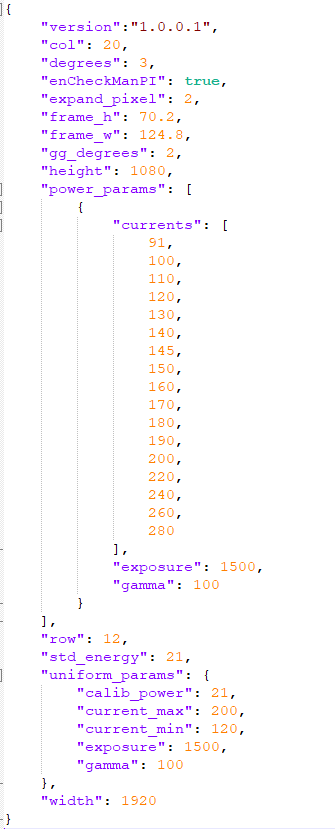 {
    "version":"1.0.0.1",
    "col": 20,
    "degrees": 3,
    "enCheckManPI": true,
    "expand_pixel": 2,
    "frame_h": 70.2,
    "frame_w": 124.8,
    "gg_degrees": 2,
    "height": 1080,
    "power_params": [
        {
            "currents": [
                91,
                100,
                110,
                120,
                130,
                140,
                145,
                150,
                160,
                170,
                180,
                190,
                200,
                220,
                240,
                260,
                280
            ],
            "exposure": 1500,
            "gamma": 100
        }
    ],
    "row": 12,
    "std_energy": 21,
    "uniform_params": {
        "calib_power": 21,
        "current_max": 200,
        "current_min": 120,
        "exposure": 1500,
        "gamma": 100
    },
    "width": 1920
}